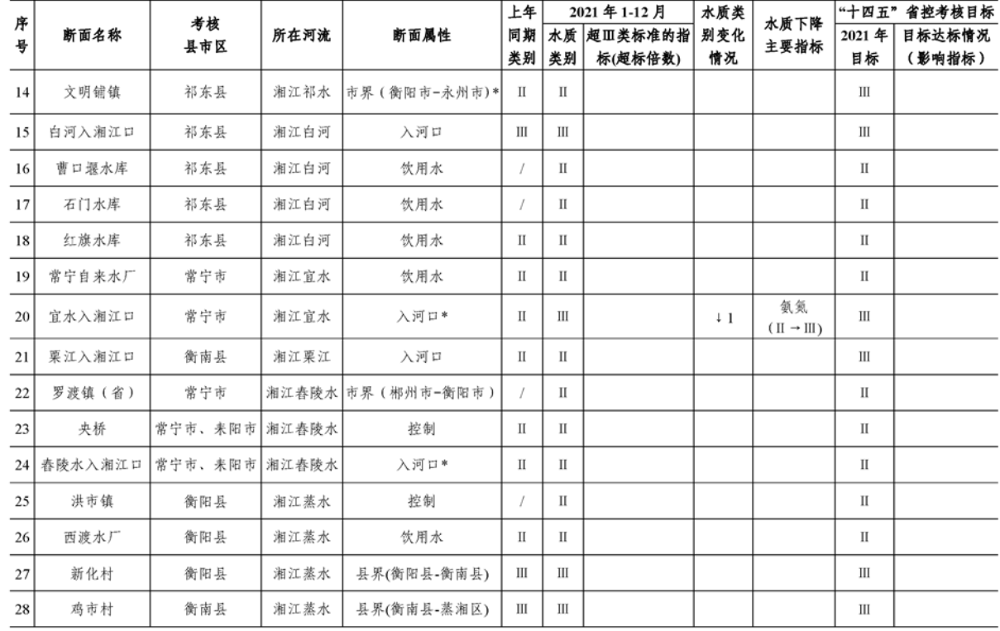 序号 断面名称 考核县市区 所在河流 断面属性 上年同期类别 2021 年 1-12 月 水质类别变化情况 水质下降主要指标 “十四五”省控考核目标
水质类别 超Ⅲ类标准的指标(超标倍数) 2021 年目标 目标达标情况（影响指标）
14 文明铺镇 祁东县 湘江祁水 市界（衡阳市-永州市)* Ⅱ Ⅱ Ⅲ
15 白河入湘江口 祁东县 湘江白河 入河口 Ⅲ Ⅲ Ⅲ
16 曹口堰水库 祁东县 湘江白河 饮用水 / Ⅱ Ⅱ
17 石门水库 祁东县 湘江白河 饮用水 / Ⅱ Ⅱ
18 红旗水库 祁东县 湘江白河 饮用水 Ⅱ Ⅱ Ⅱ
19 常宁自来水厂 常宁市 湘江宜水 饮用水 Ⅱ Ⅱ Ⅱ
20 宜水入湘江口 常宁市 湘江宜水 入河口* Ⅱ Ⅲ ↓1 氨氮（Ⅱ→Ⅲ) Ⅲ
21 栗江入湘江口 衡南县 湘江栗江 入河口 Ⅱ Ⅱ Ⅲ
22 罗渡镇（省） 常宁市 湘江舂陵水 市界（郴州市-衡阳市） / Ⅱ Ⅱ
23 央桥 常宁市、耒阳市 湘江舂陵水 控制 Ⅱ Ⅱ Ⅱ
24 舂陵水入湘江口 常宁市、耒阳市 湘江舂陵水 入河口* Ⅱ Ⅱ Ⅱ
25 洪市镇 衡阳县 湘江蒸水 控制 / Ⅱ Ⅱ
26 西渡水厂 衡阳县 湘江蒸水 饮用水 Ⅱ Ⅱ Ⅱ
27 新化村 衡阳县 湘江蒸水 县界(衡阳县-衡南县) Ⅲ Ⅲ Ⅲ
28 鸡市村 衡南县 湘江蒸水 县界(衡南县-蒸湘区) Ⅲ Ⅲ Ⅲ